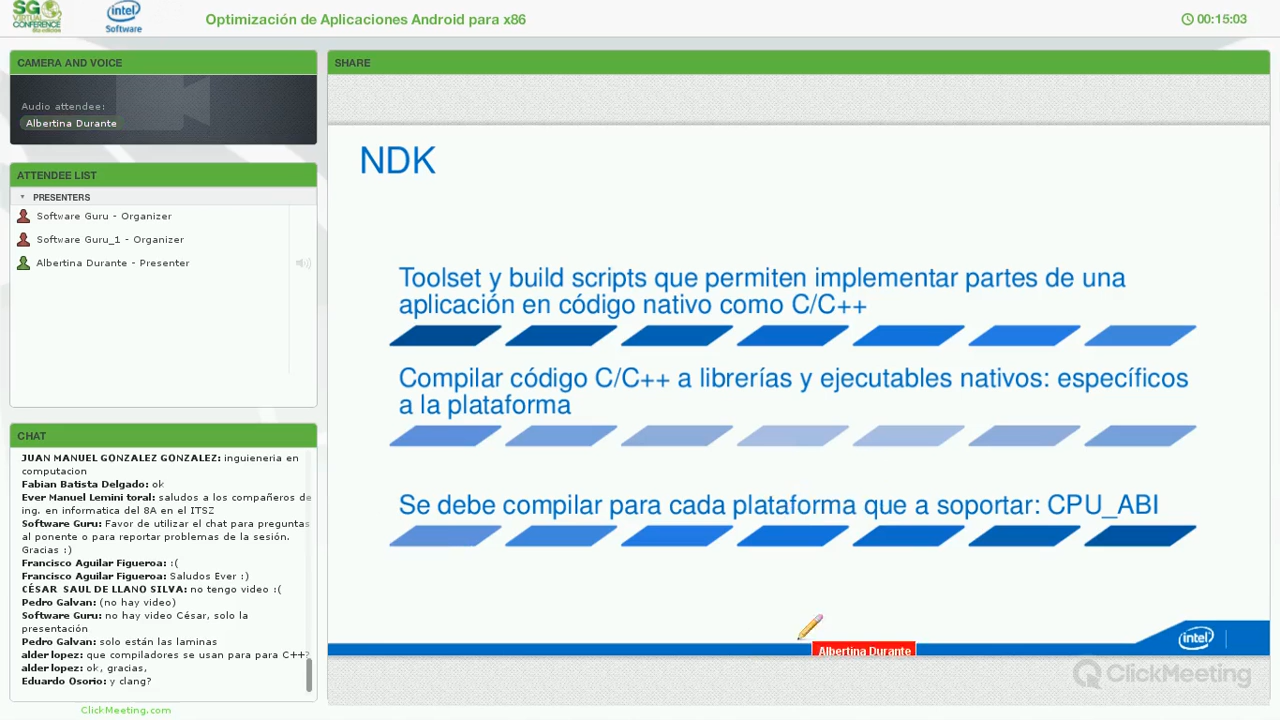 SG
VIRTUAL
CONFERENCE
intel
Software
Optimización de Aplicaciones Android para x86
00:15:03
CAMERA AND VOICE
Audio attendee:
Albertina Durante
ATTENDEE LIST
PRESENTERS
Software Guru - Organizer
Software Guru_1 - Organizer
Albertina Durante - Presenter
CHAT
JUAN MANUEL GONZALEZ GONZALEZ: inguieneria en
computacion
Fabian Batista Delgado: ok
Ever Manuel Lemini toral: saludos a los compañeros de
ing. en informatica del 8A en el ITSZ
Software Guru: Favor de utilizar el chat para preguntas
al ponente o para reportar problemas de la sesión.
Gracias :)
Francisco Aguilar Figueroa: :(
Francisco Aguilar Figueroa: Saludos Ever :)
CÉSAR SAUL DE LLANO SILVA: no tengo video :(
Pedro Galvan: (no hay video)
Software Guru: no hay video César, solo la
presentación
Pedro Galvan: solo están las laminas
alder lopez: que compiladores se usan para para C++?
alder lopez: ok, gracias,
Eduardo Osorio: y clang?
ClickMeeting.com
SHARE
NDK
Toolset y build scripts que permiten implementar partes de una
aplicación en código nativo como C/C++
Compilar código C/C++ a librerías y ejecutables nativos: específicos
a la plataforma
Se debe compilar para cada plataforma que a soportar: CPU_ABI
Albertina Durante
intel
ClickMeeting